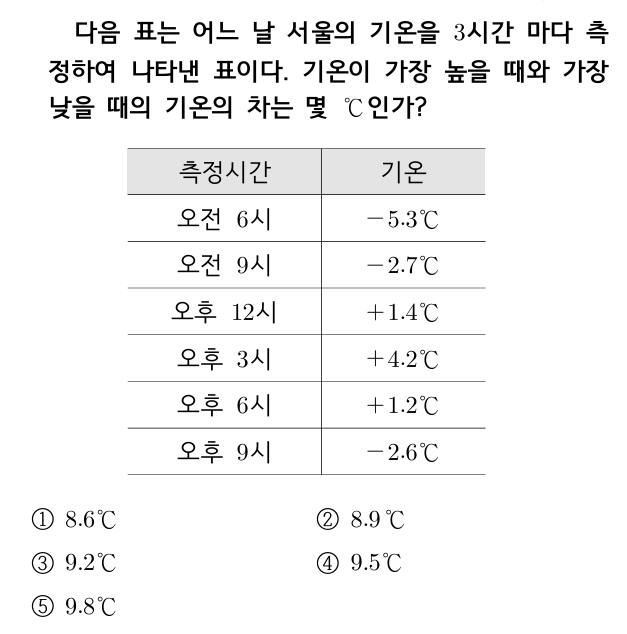 다음 표는 어느 날 서울의 기온을 3시간 마다 측
정하여 나타낸 표이다. 기온이 가장 높을 때와 가장
낮을 때의 기온의 차는 몇 ℃인가?
측정시간 기온
오전 6시 −5.3℃
오전 9시 −2.7℃
오후 12시 +1.4℃
오후 3시 +4.2℃
오후 6시 +1.2℃
오후 9시 −2.6℃
① 8.6℃ ② 8.9℃
③ 9.2℃ ④ 9.5℃
⑤ 9.8℃